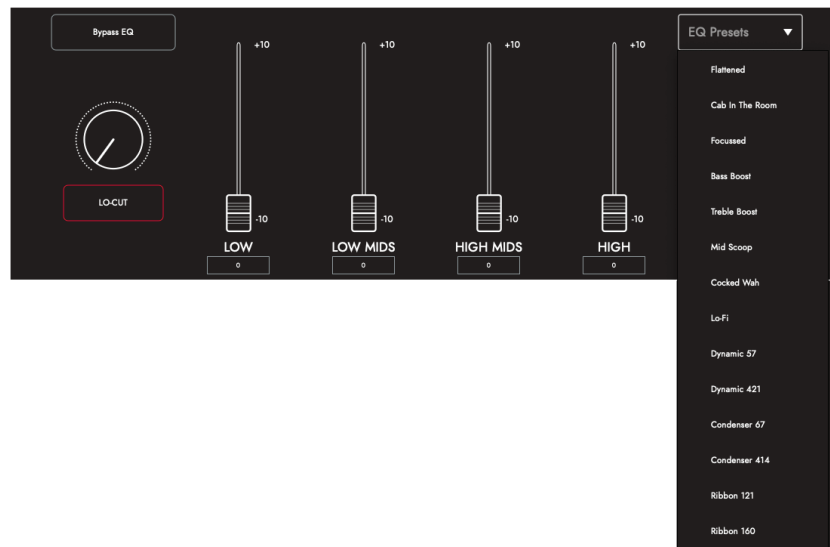 Bypass EQ
LO-CUT
+10
-10
LOW
0
+10
-10
LOW MIDS
0
+10
-10
HIGH MIDS
0
+10
-10
HIGH
0
EQ Presets
Flattened
Cab In The Room
Focussed
Bass Boost
Treble Boost
Mid Scoop
Cocked Wah
Lo-Fi
Dynamic 57
Dynamic 421
Condenser 67
Condenser 414
Ribbon 121
Ribbon 160